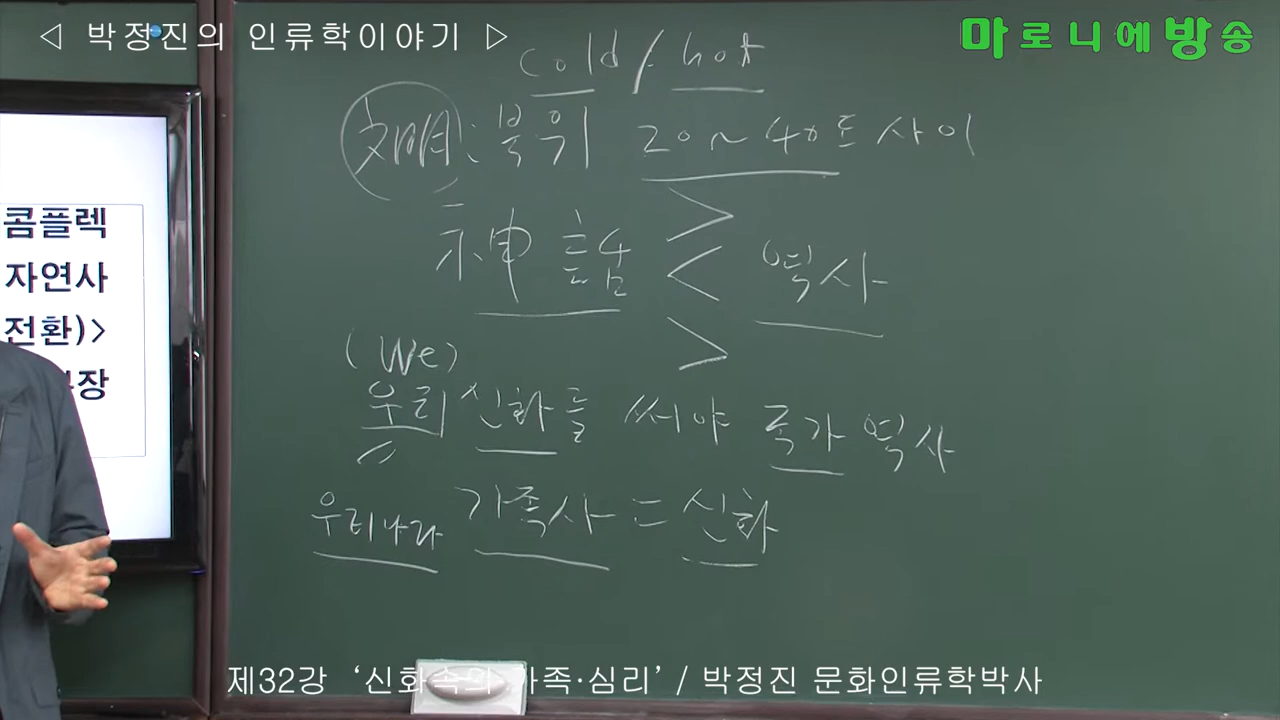 ◁ 박정진의 인류학이야기 ▷
마로니에방송
cold / hot
文明: 북위 20~40도 사이
神話 > < > 역사
(We)
우리 신화를 써야 국가 역사
우리나라 가족사 = 신화
콤플렉
자연사
전환)>
장
제32강 ‘신화속의 가족·심리’ / 박정진 문화인류학박사